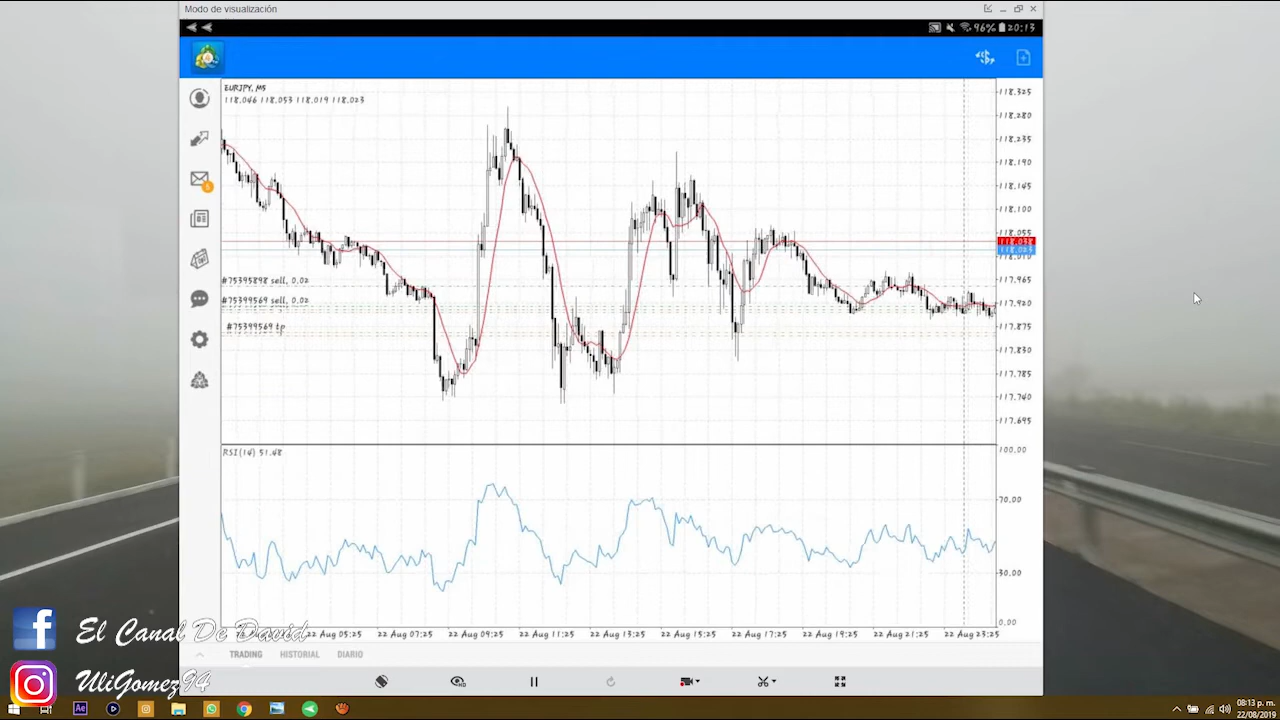 Modo de visualización
96% 20:13
EURJPY, M5
118.046 118.053 118.019 118.023
118.325
118.280
118.235
118.190
118.145
118.100
118.055
118.038
118.023
118.010
#75395898 sell, 0.02
117.965
#75399569 sell, 0.02
117.920
#75399569 tp
117.875
117.830
117.785
117.740
117.695
RSI(14) 51.48
100.00
70.00
30.00
0.00
22 Aug 05:25 22 Aug 07:25 22 Aug 09:25 22 Aug 11:25 22 Aug 13:25 22 Aug 15:25 22 Aug 17:25 22 Aug 19:25 22 Aug 21:25 22 Aug 23:25
TRADING HISTORIAL DIARIO
El Canal De David
UliGomez94
Ae
08:13 p. m.
22/08/2019